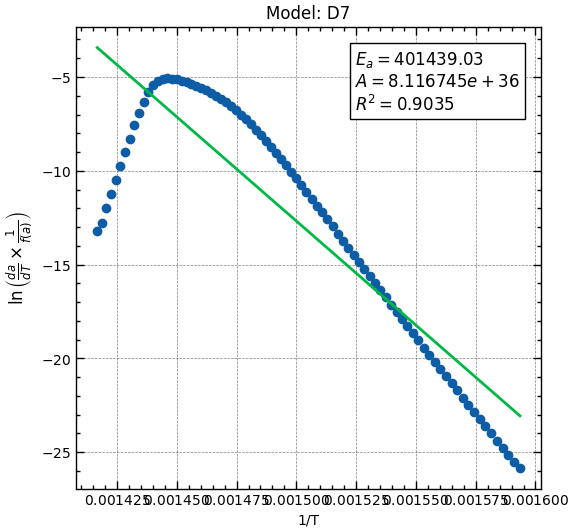 Model: D7
E_a = 401439.03
A = 8.116745e + 36
R^2 = 0.9035
−5
−10
−15
−20
−25
ln(da/dT × 1/f(a))
0.001425 0.001450 0.001475 0.001500 0.001525 0.001550 0.001575 0.001600
1/T